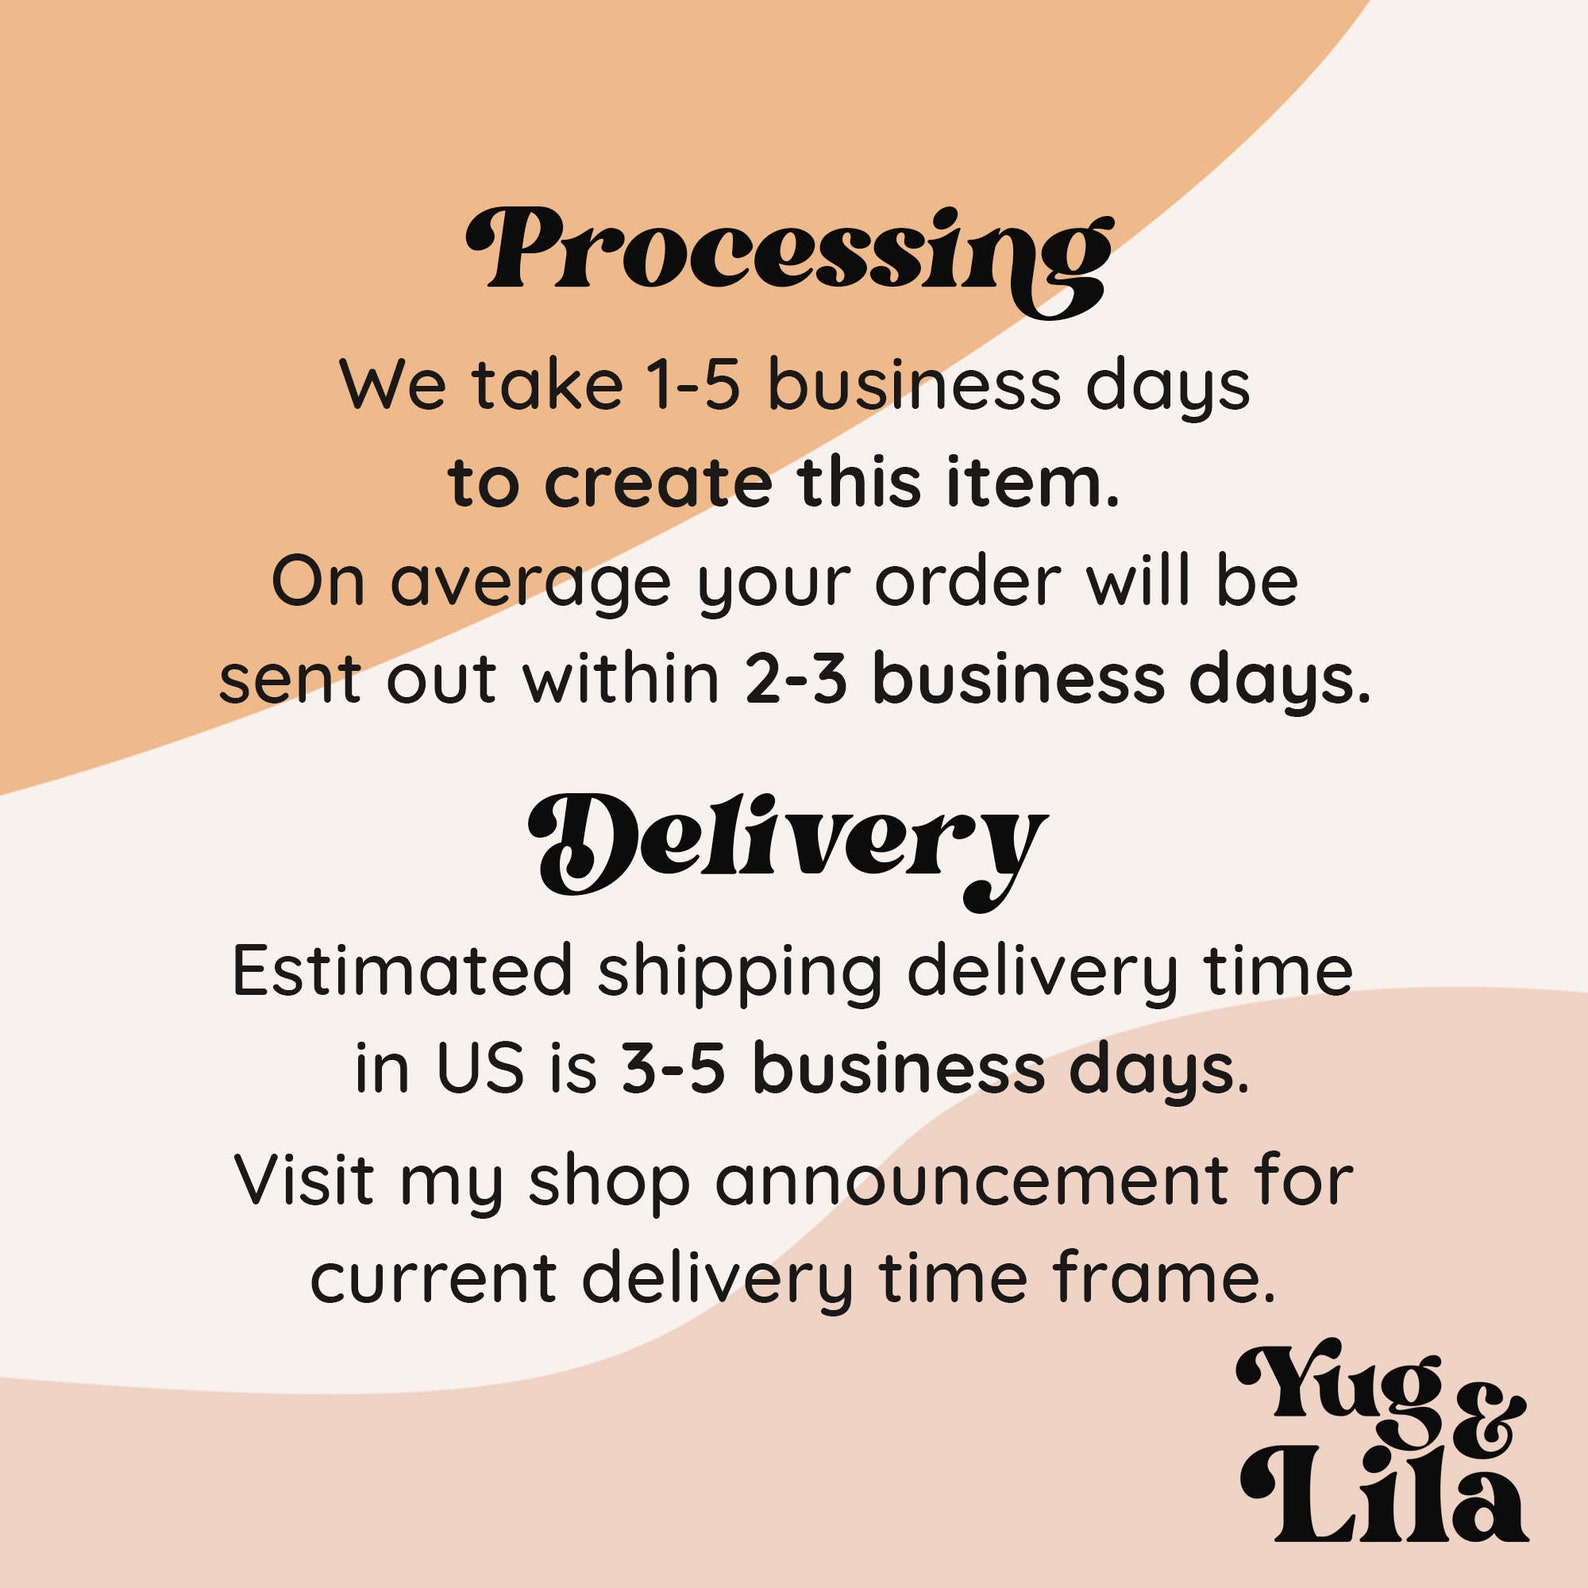 Processing
We take 1-5 business days
to create this item.
On average your order will be
sent out within 2-3 business days.
Delivery
Estimated shipping delivery time
in US is 3-5 business days.
Visit my shop announcement for
current delivery time frame.
Yug &
Lila